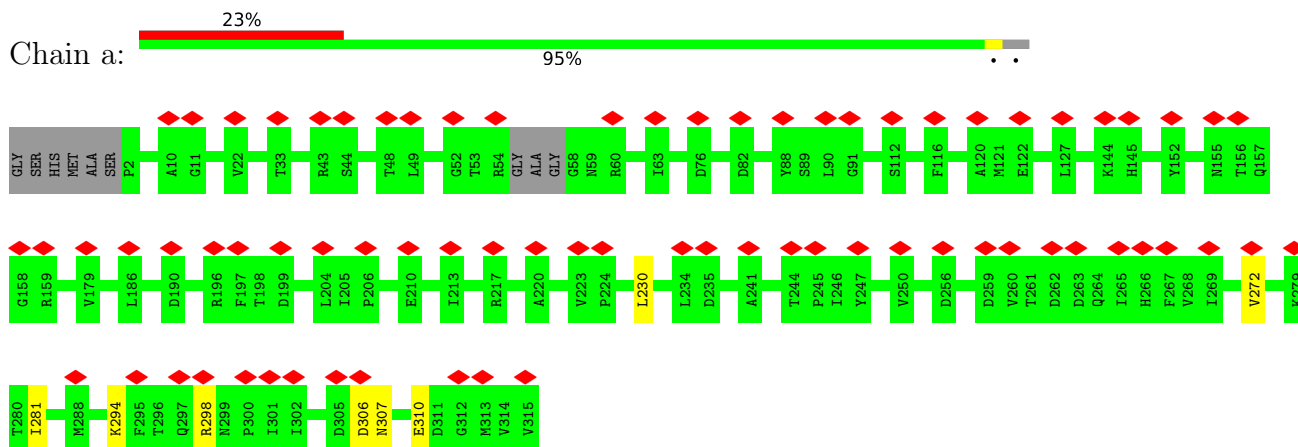 23%
Chain a:
95% . .
GLY SER HIS MET ALA SER P2 A10 G11 V22 T33 R43 S44 T48 L49 G52 T53 R54 GLY ALA GLY G58 N59 R60 I63 D76 D82 Y88 S89 L90 G91 S112 F116 A120 M121 E122 L127 K144 H145 Y152 N155 T156 Q157
G158 R159 V179 L186 D190 R196 F197 T198 D199 L204 I205 P206 E210 I213 R217 A220 V223 P224 L230 L234 D235 A241 T244 P245 I246 Y247 V250 D256 D259 V260 T261 D262 D263 Q264 I265 H266 F267 V268 I269 V272 K279
T280 I281 M288 K294 F295 T296 Q297 R298 N299 P300 I301 I302 D305 D306 N307 E310 D311 G312 M313 V314 V315